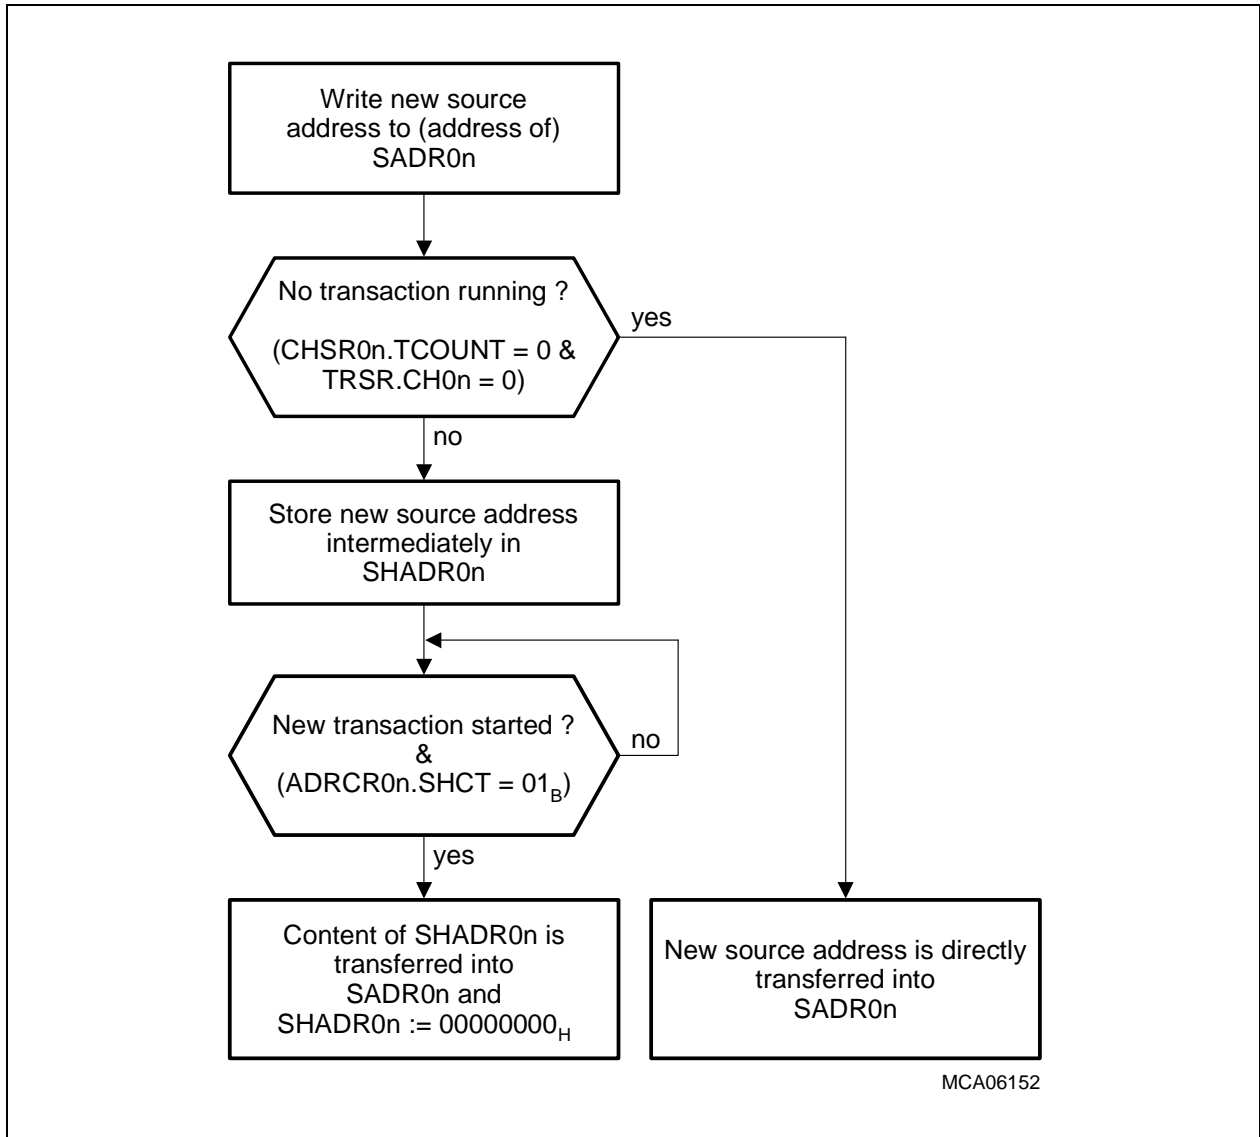 Write new source
address to (address of)
SADR0n
No transaction running ?
(CHSR0n.TCOUNT = 0 &
TRSR.CH0n = 0)
yes
no
Store new source address
intermediately in
SHADR0n
New transaction started ?
&
(ADRCR0n.SHCT = 01B)
no
yes
Content of SHADR0n is
transferred into
SADR0n and
SHADR0n := 00000000H
New source address is directly
transferred into
SADR0n
MCA06152